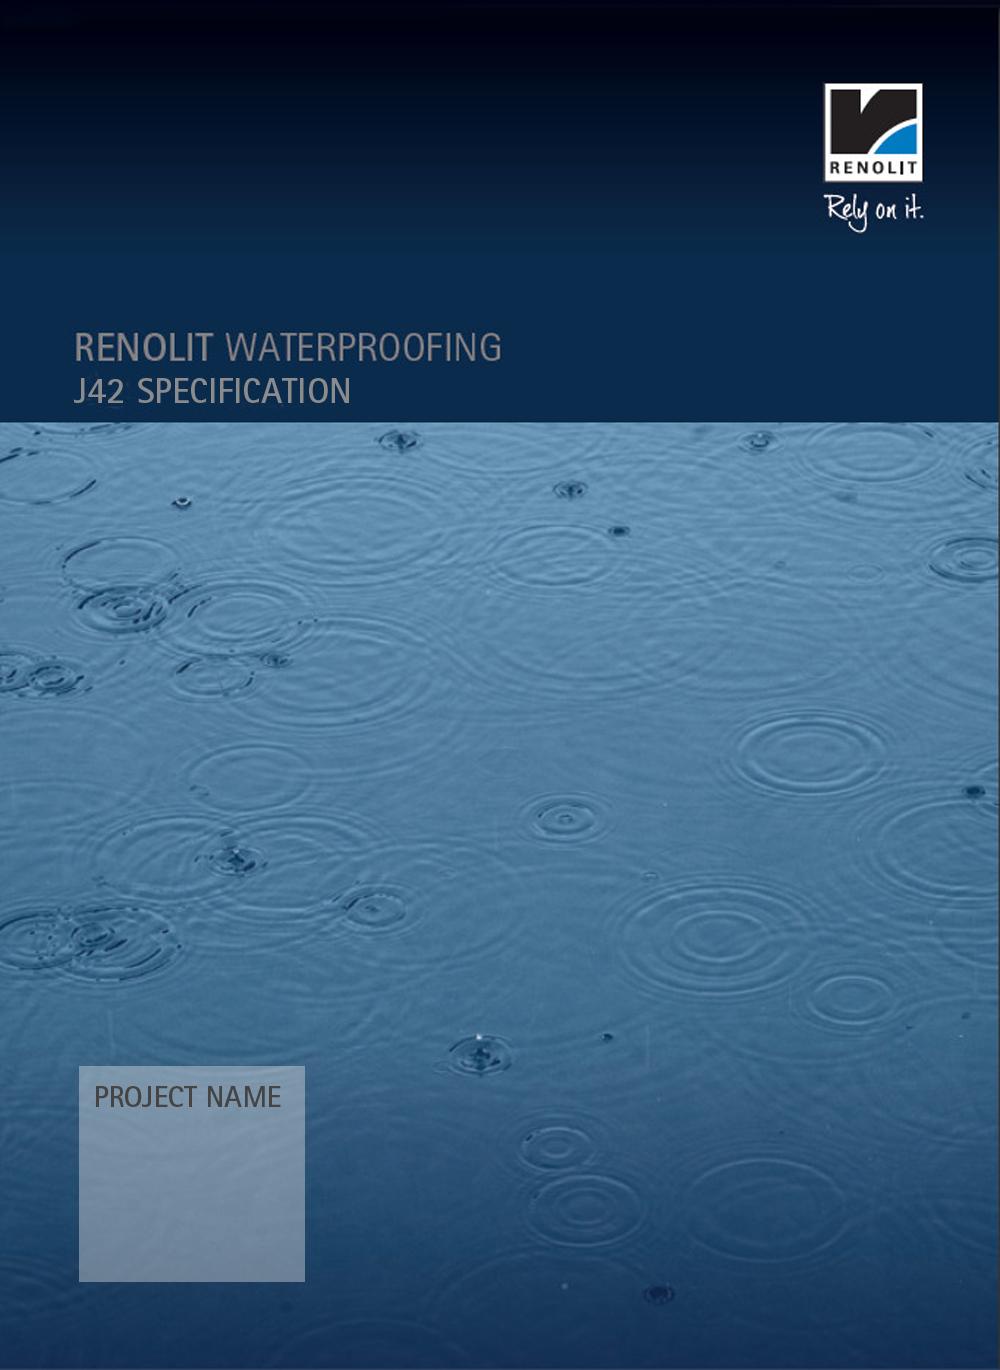 RENOLIT
Rely on it.
RENOLIT WATERPROOFING
J42 SPECIFICATION
PROJECT NAME